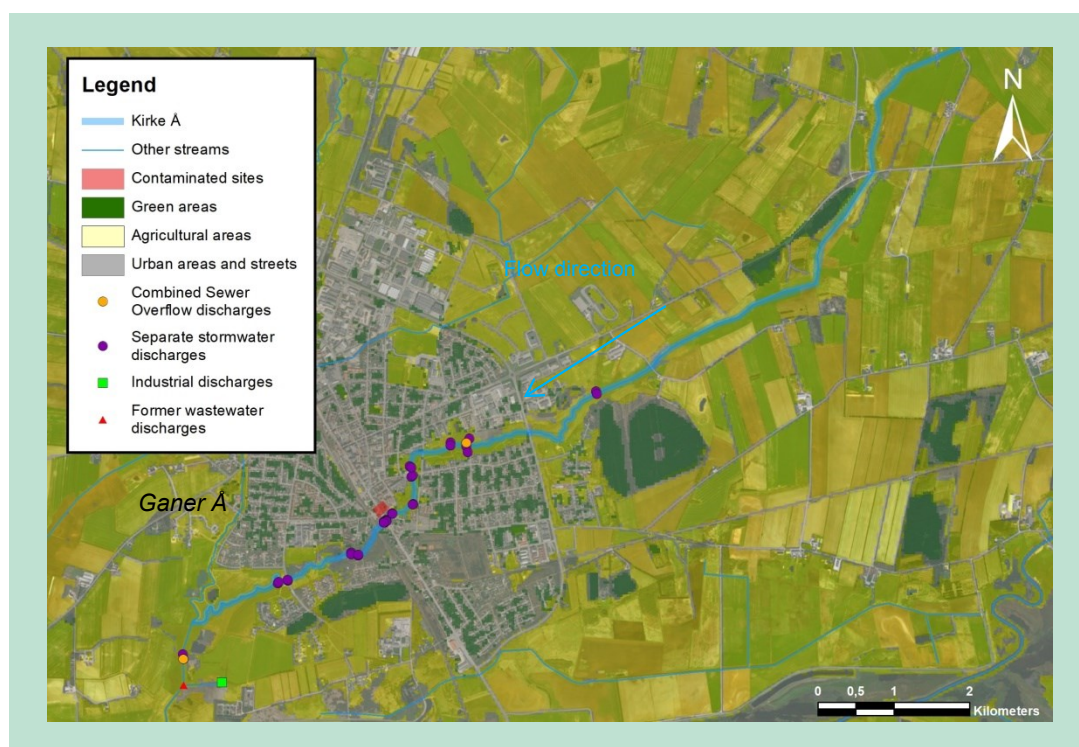 Legend
Kirke Å
Other streams
Contaminated sites
Green areas
Agricultural areas
Urban areas and streets
Combined Sewer
Overflow discharges
Separate stormwater
discharges
Industrial discharges
Former wastewater
discharges
N
Flow direction
Ganer Å
0 0,5 1 2
Kilometers